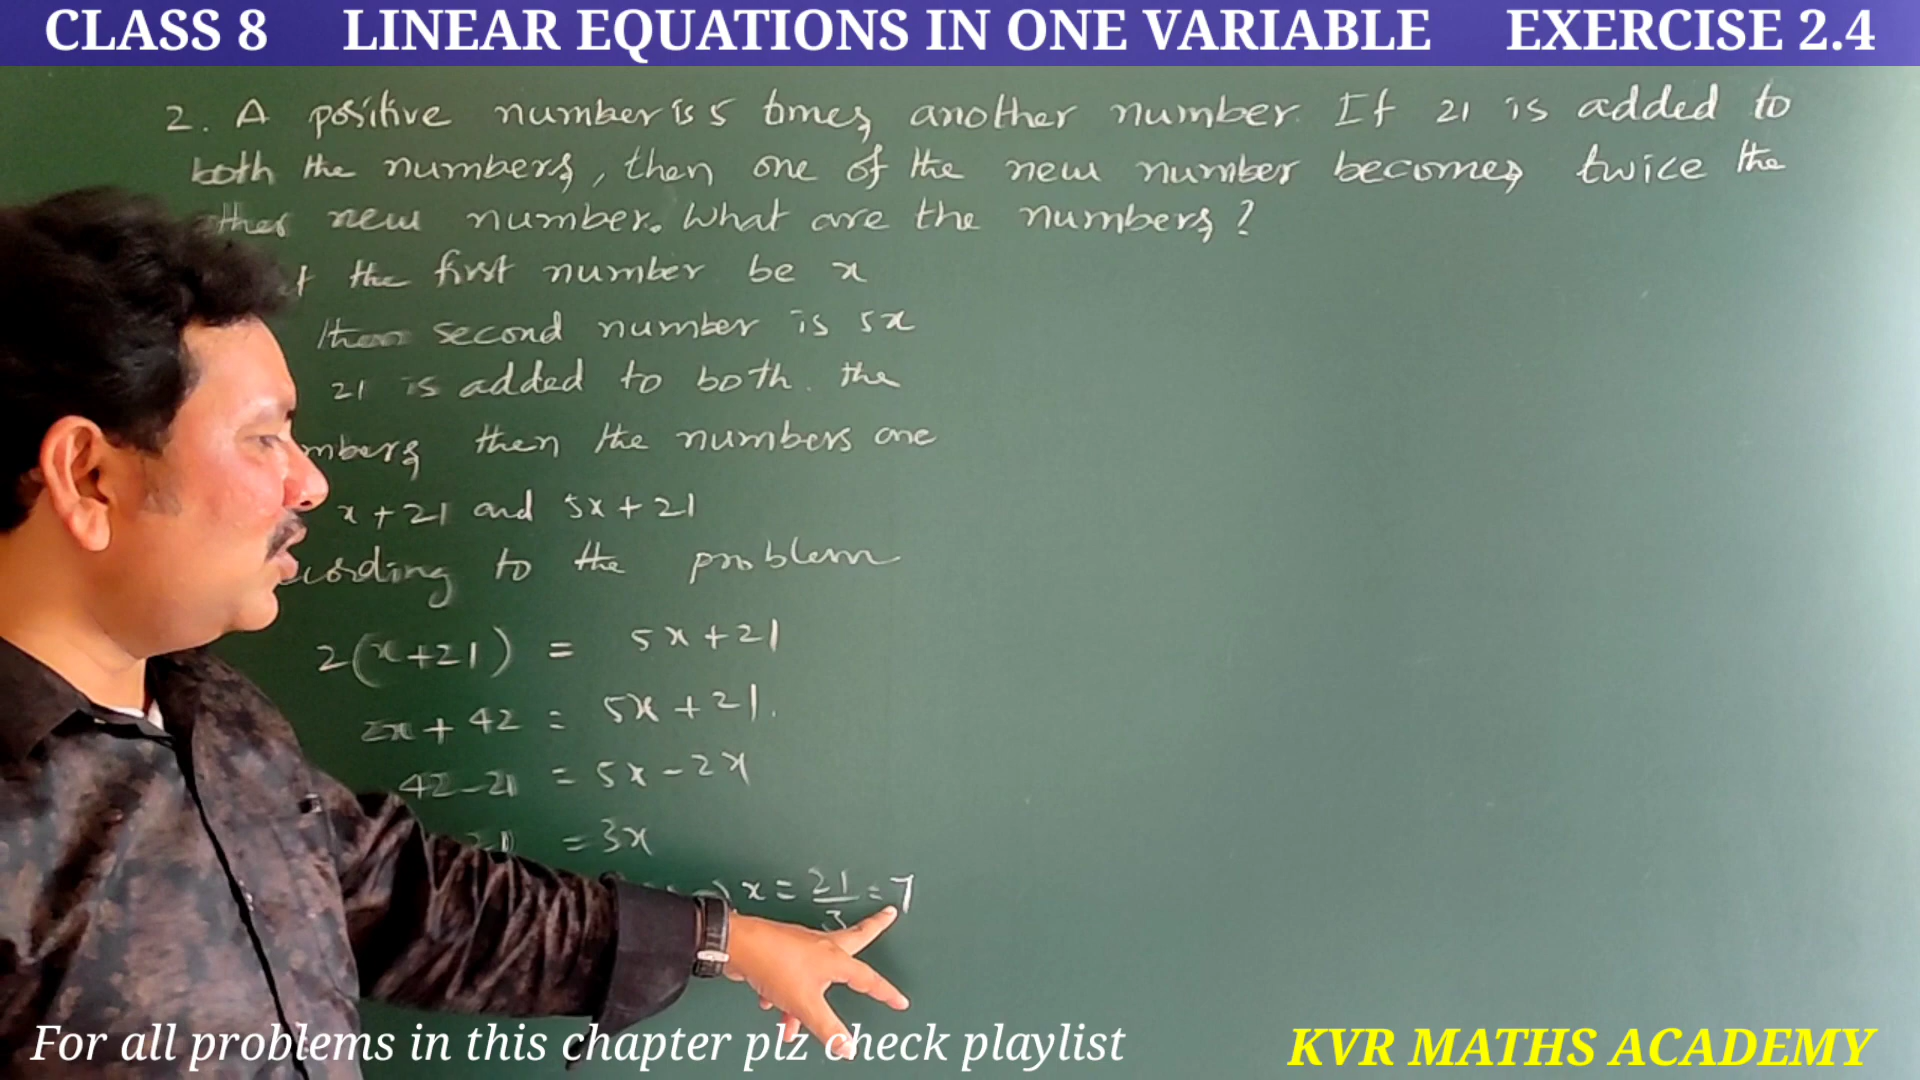 CLASS 8 LINEAR EQUATIONS IN ONE VARIABLE EXERCISE 2.4
2. A positive number is 5 times another number. If 21 is added to
both the numbers, then one of the new number becomes twice the
other new number. What are the numbers?
the first number be x
then second number is 5x
21 is added to both the
then the numbers are
x+21 and 5x+21
to the problem
2(x+21) = 5x+21
2x+42 = 5x+21.
42-21 = 5x-2x
21 = 3x
x = 21/3 = 7
For all problems in this chapter plz check playlist
KVR MATHS ACADEMY